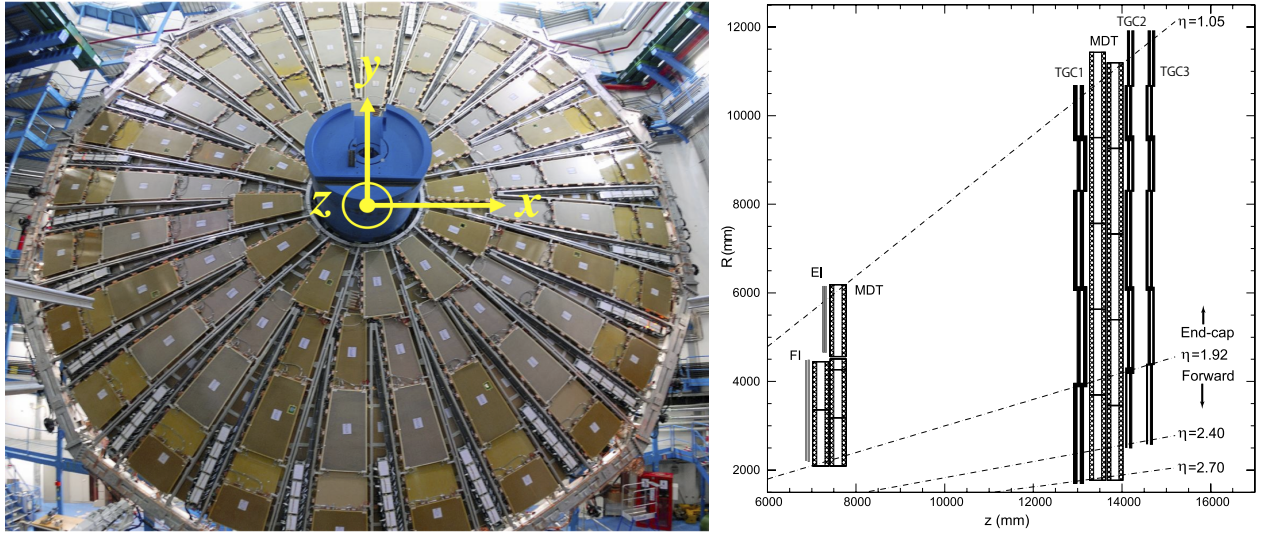 y
z
x
12000
10000
8000
6000
4000
2000
R (mm)
6000 8000 10000 12000 14000 16000
z (mm)
TGC2
η=1.05
MDT
TGC1
TGC3
EI
MDT
End-cap
FI
η=1.92
Forward
η=2.40
η=2.70